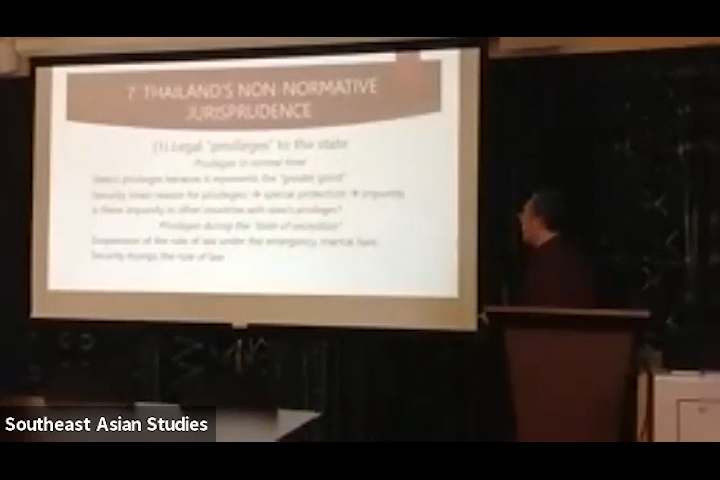 7 THAILAND'S NON NORMATIVE
JURISPRUDENCE
(1) Legal "privileges" to the state
Privileges in normal time
State's privileges because it represents the "greater good"
Security main reason for privileges → special protection → impunity
Is there impunity in other countries with state's privileges?
Privileges during the "state of exception"
Suspension of the rule of law under the emergency, martial laws
Security trumps the rule of law
Southeast Asian Studies